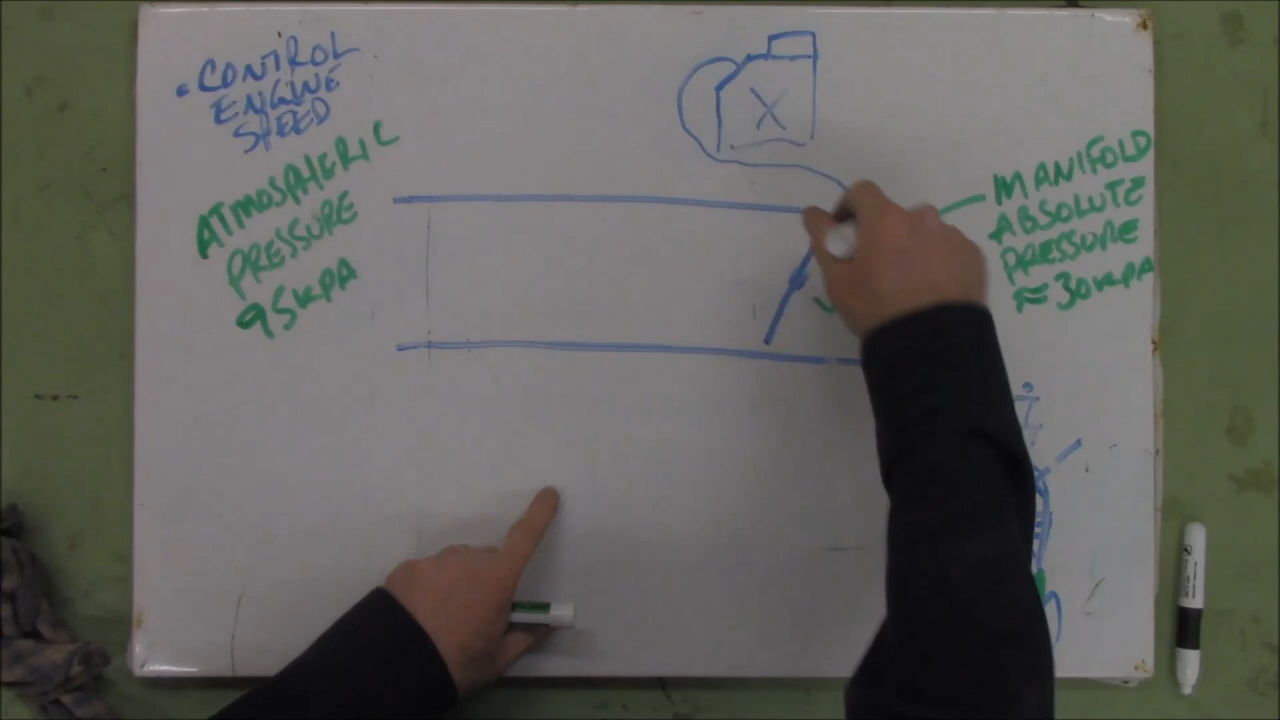 • CONTROL
ENGINE
SPEED
ATMOSPHERIC
PRESSURE
95KPA
X
MANIFOLD
ABSOLUTE
PRESSURE
≈30KPA